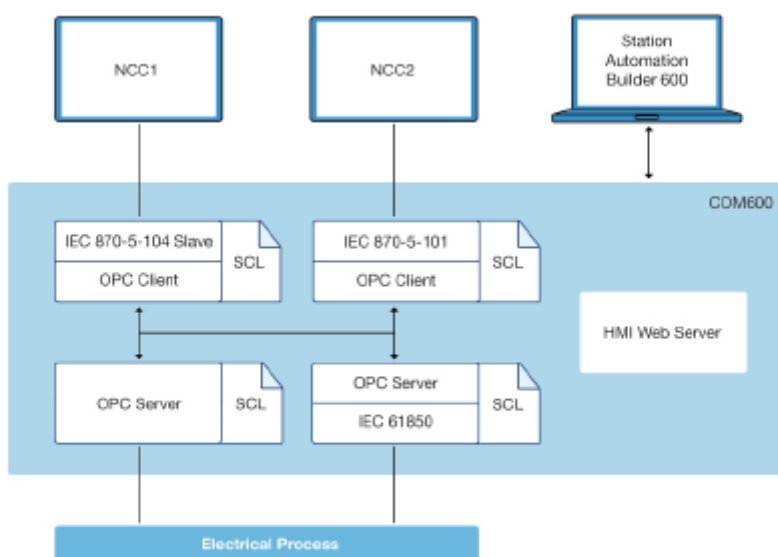 NCC1
NCC2
Station
Automation
Builder 600
COM600
IEC 870-5-104 Slave
OPC Client
SCL
IEC 870-5-101
OPC Client
SCL
HMI Web Server
OPC Server
SCL
OPC Server
IEC 61850
SCL
Electrical Process